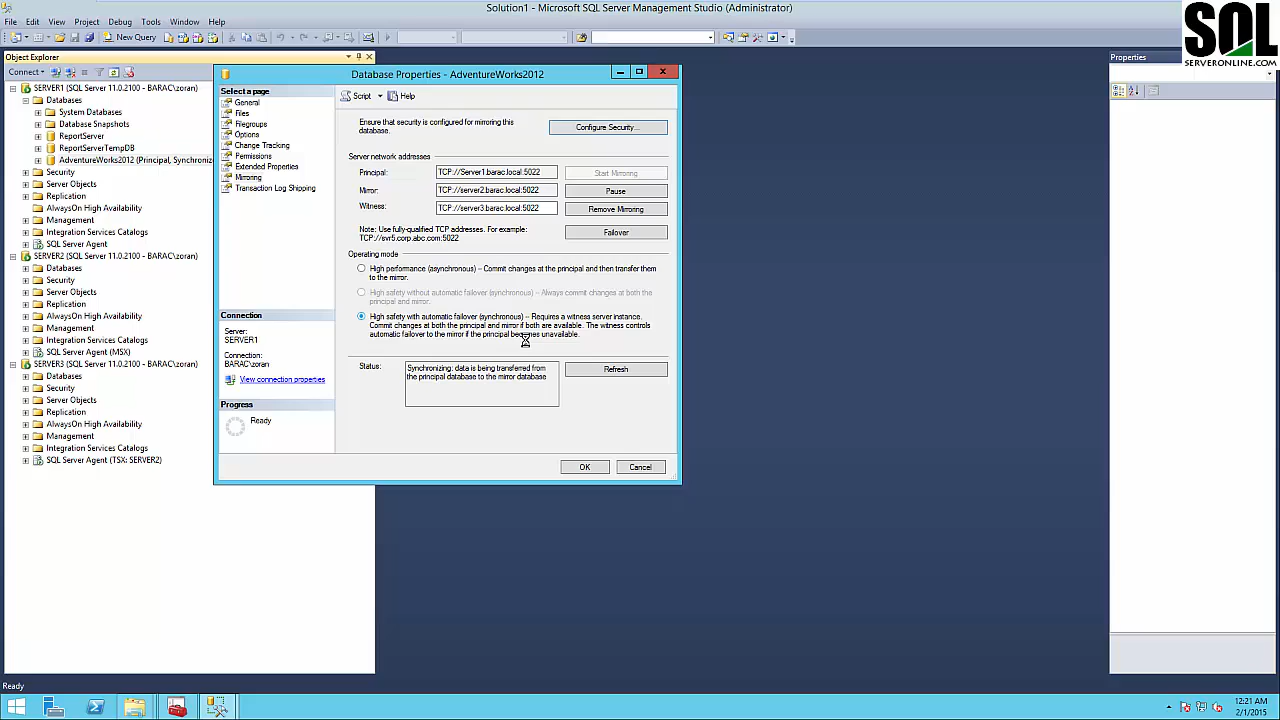 Solution1 - Microsoft SQL Server Management Studio (Administrator)
File Edit View Project Debug Tools Window Help
New Query
SQL
SERVERONLINE.COM
Object Explorer
Connect
SERVER1 (SQL Server 11.0.2100 - BARAC\zoran)
Databases
System Databases
Database Snapshots
ReportServer
ReportServerTempDB
AdventureWorks2012 (Principal, Synchroniz
Security
Server Objects
Replication
AlwaysOn High Availability
Management
Integration Services Catalogs
SQL Server Agent
SERVER2 (SQL Server 11.0.2100 - BARAC\zoran)
Databases
Security
Server Objects
Replication
AlwaysOn High Availability
Management
Integration Services Catalogs
SQL Server Agent (MSX)
SERVER3 (SQL Server 11.0.2100 - BARAC\zoran)
Databases
Security
Server Objects
Replication
AlwaysOn High Availability
Management
Integration Services Catalogs
SQL Server Agent (TSX: SERVER2)
Database Properties - AdventureWorks2012
Select a page
General
Files
Filegroups
Options
Change Tracking
Permissions
Extended Properties
Mirroring
Transaction Log Shipping
Connection
Server:
SERVER1
Connection:
BARAC\zoran
View connection properties
Progress
Ready
Script Help
Ensure that security is configured for mirroring this
database.
Configure Security...
Server network addresses
Principal: TCP://Server1.barac.local:5022 Start Mirroring
Mirror: TCP://server2.barac.local:5022 Pause
Witness: TCP://server3.barac.local:5022 Remove Mirroring
Note: Use fully-qualified TCP addresses. For example:
TCP://svr5.corp.abc.com:5022
Failover
Operating mode
High performance (asynchronous) – Commit changes at the principal and then transfer them
to the mirror.
High safety without automatic failover (synchronous) – Always commit changes at both the
principal and mirror.
High safety with automatic failover (synchronous) – Requires a witness server instance.
Commit changes at both the principal and mirror if both are available. The witness controls
automatic failover to the mirror if the principal becomes unavailable.
Status:
Synchronizing: data is being transferred from
the principal database to the mirror database
Refresh
OK Cancel
Properties
Ready
12:21 AM
2/1/2015